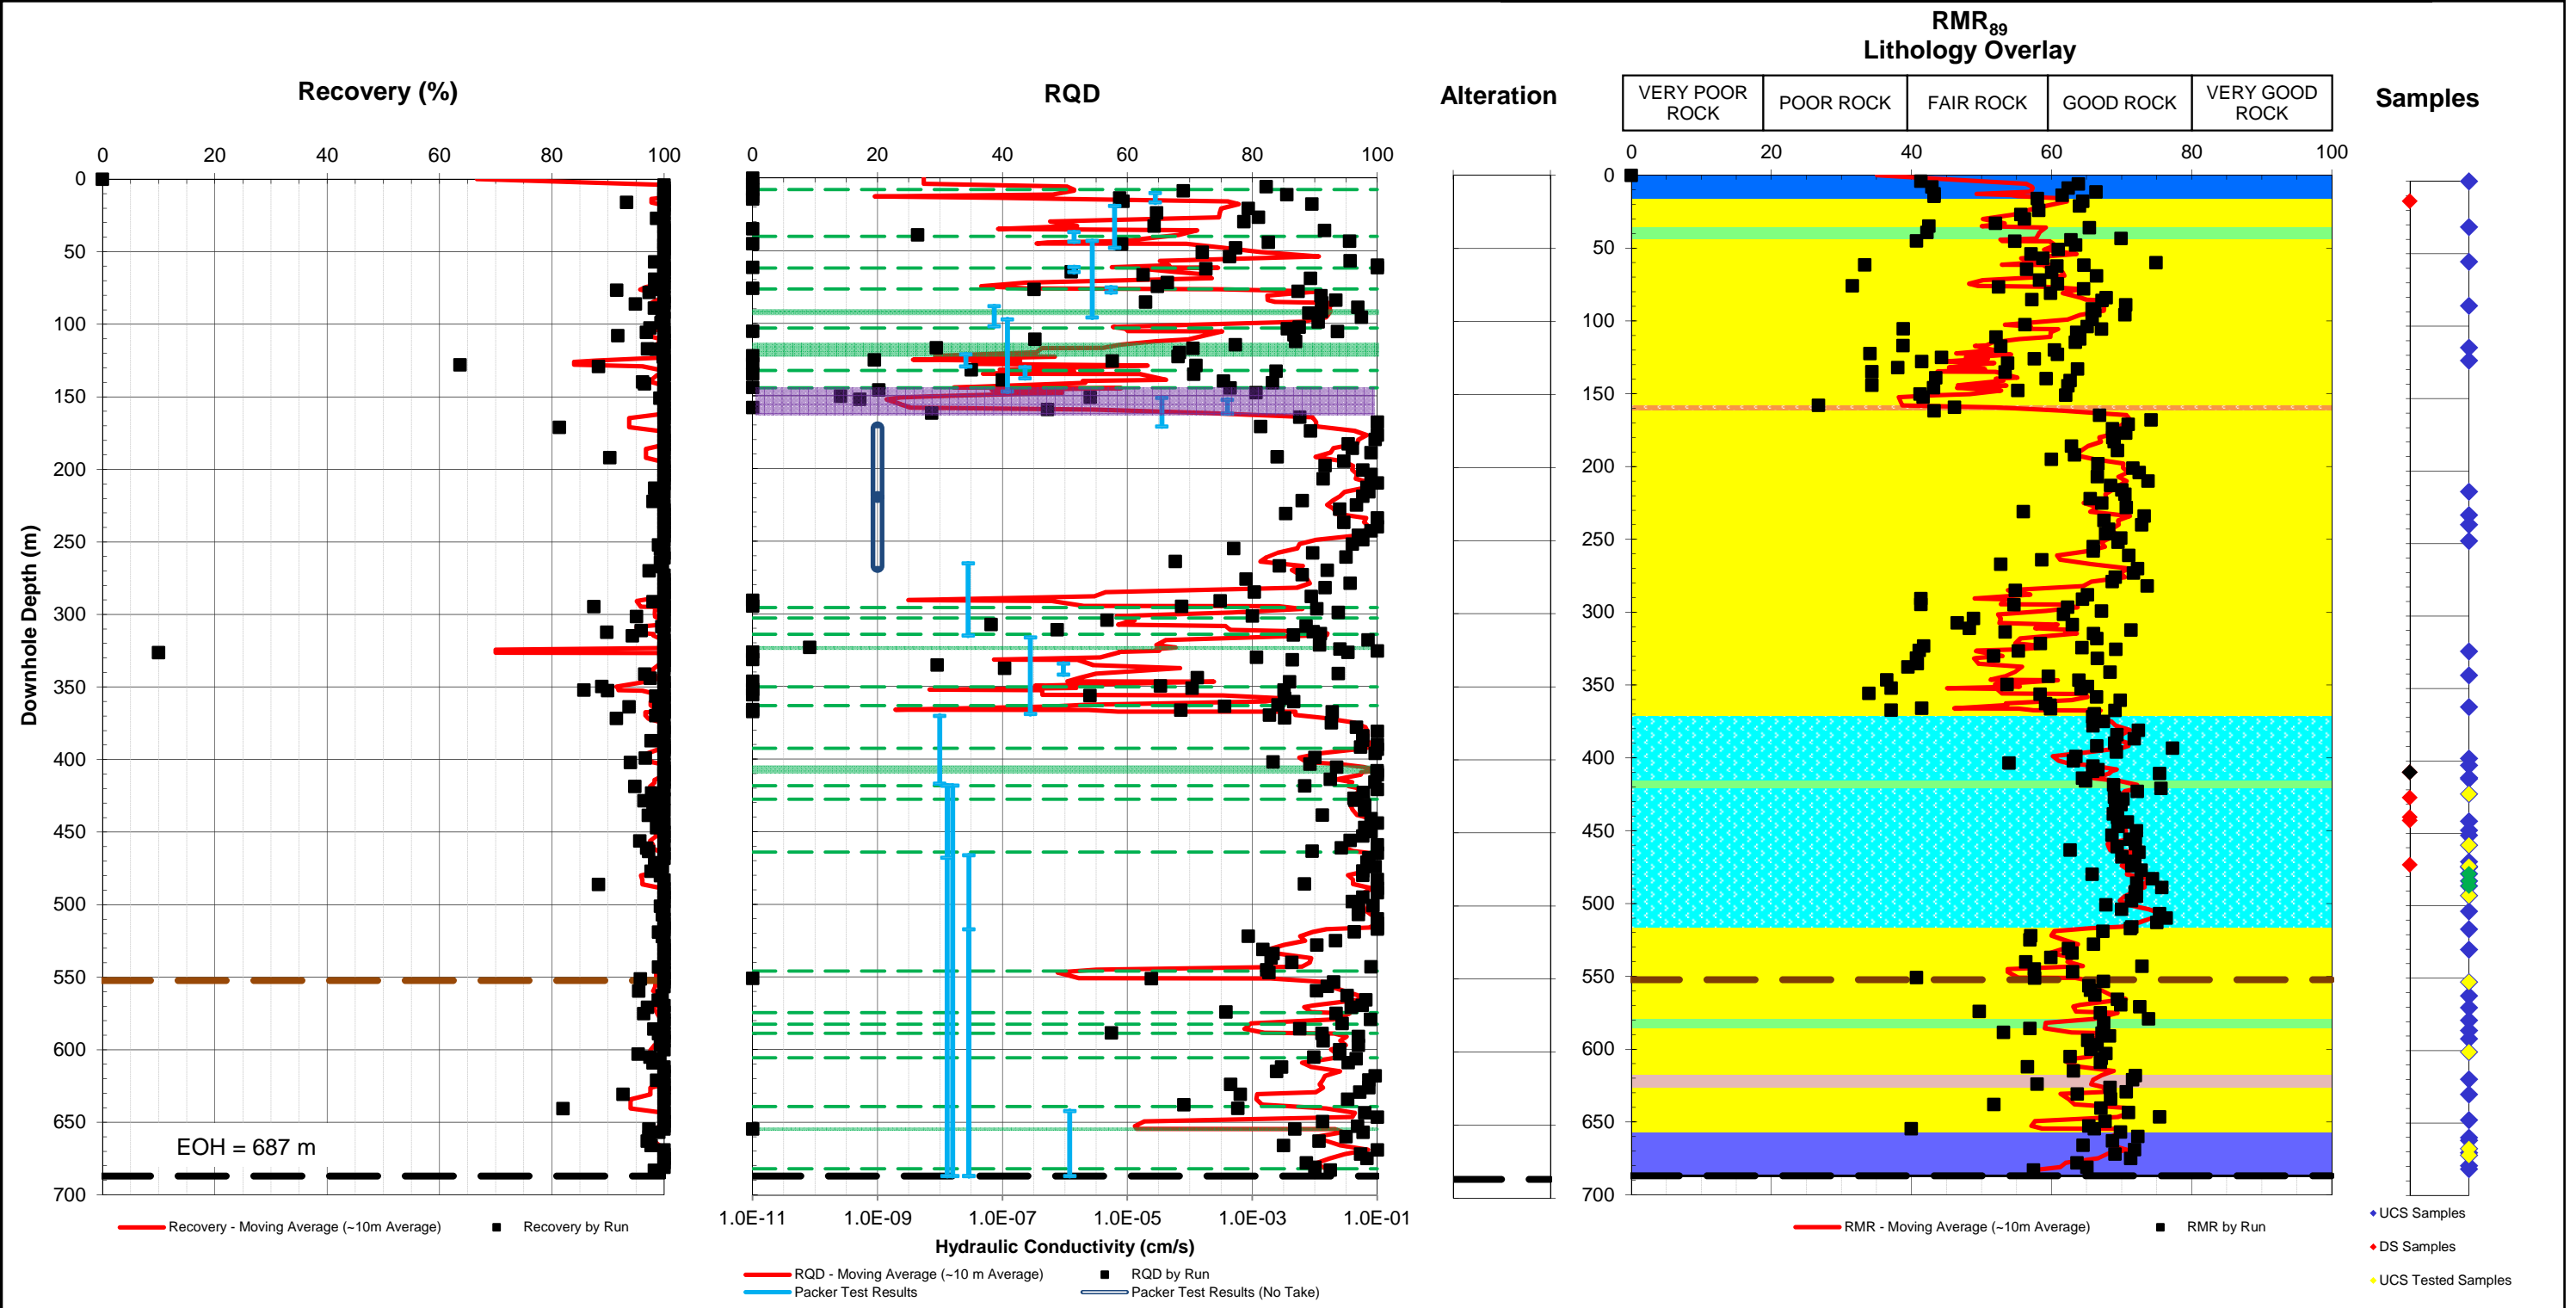 RMR89
Lithology Overlay
Recovery (%)
RQD
Alteration
VERY POOR ROCK
POOR ROCK
FAIR ROCK
GOOD ROCK
VERY GOOD ROCK
Samples
0 20 40 60 80 100
0 20 40 60 80 100
0 20 40 60 80 100
Downhole Depth (m)
0
50
100
150
200
250
300
350
400
450
500
550
600
650
700
EOH = 687 m
0
50
100
150
200
250
300
350
400
450
500
550
600
650
700
1.0E-11 1.0E-09 1.0E-07 1.0E-05 1.0E-03 1.0E-01
Hydraulic Conductivity (cm/s)
Recovery - Moving Average (~10m Average)
Recovery by Run
RQD - Moving Average (~10 m Average)
RQD by Run
Packer Test Results
Packer Test Results (No Take)
RMR - Moving Average (~10m Average)
RMR by Run
UCS Samples
DS Samples
UCS Tested Samples